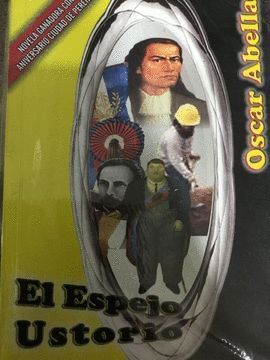 NOVELA GANADORA
ANIVERSARIO CIUDAD DE
Oscar Abella
El Espejo
Ustorio